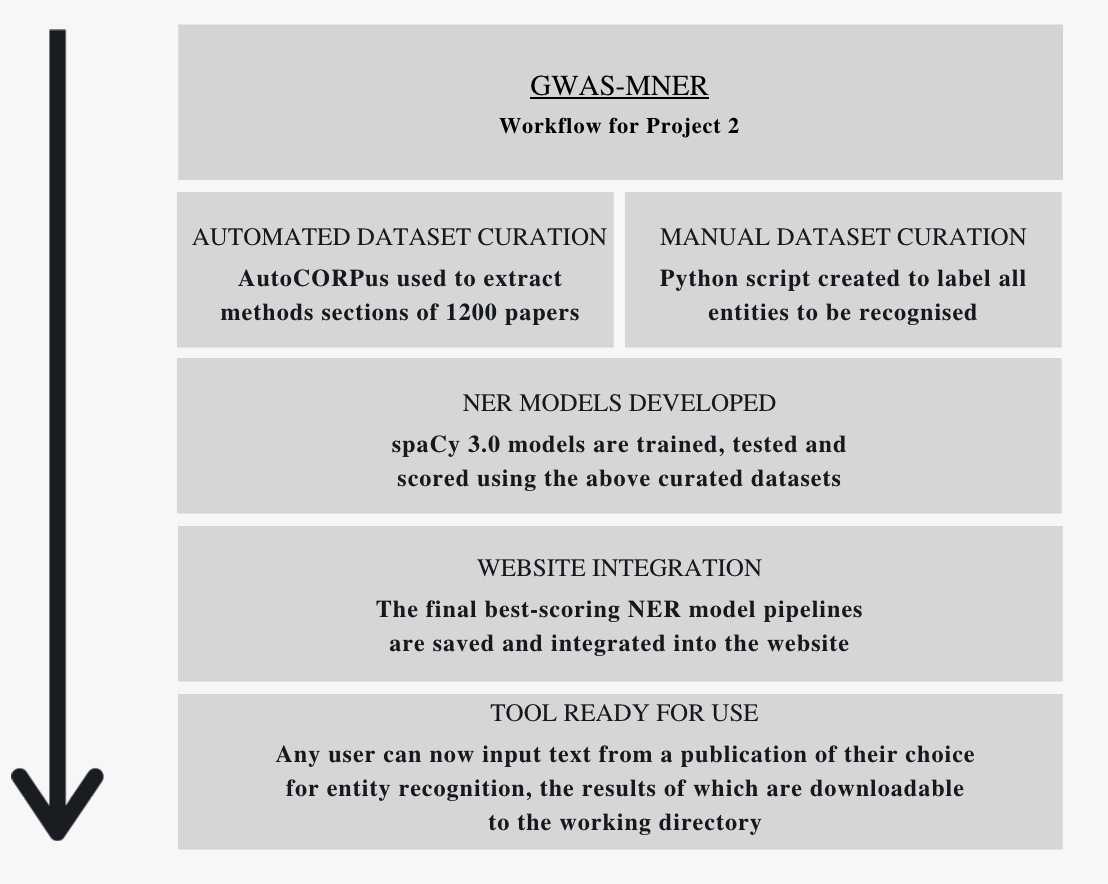 GWAS-MNER
Workflow for Project 2
AUTOMATED DATASET CURATION
AutoCORPus used to extract
methods sections of 1200 papers
MANUAL DATASET CURATION
Python script created to label all
entities to be recognised
NER MODELS DEVELOPED
spaCy 3.0 models are trained, tested and
scored using the above curated datasets
WEBSITE INTEGRATION
The final best-scoring NER model pipelines
are saved and integrated into the website
TOOL READY FOR USE
Any user can now input text from a publication of their choice
for entity recognition, the results of which are downloadable
to the working directory